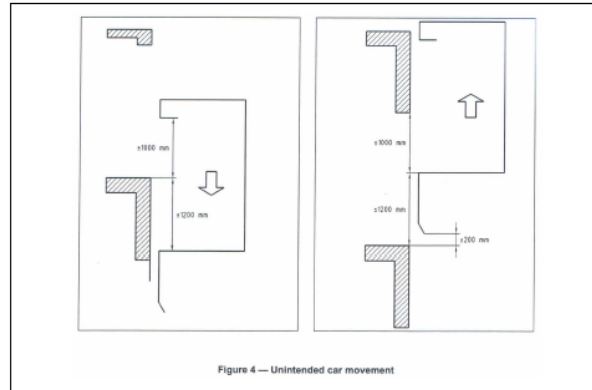 ≥1000 mm
≤1200 mm
≥1000 mm
≤1200 mm
≤200 mm
Figure 4 — Unintended car movement